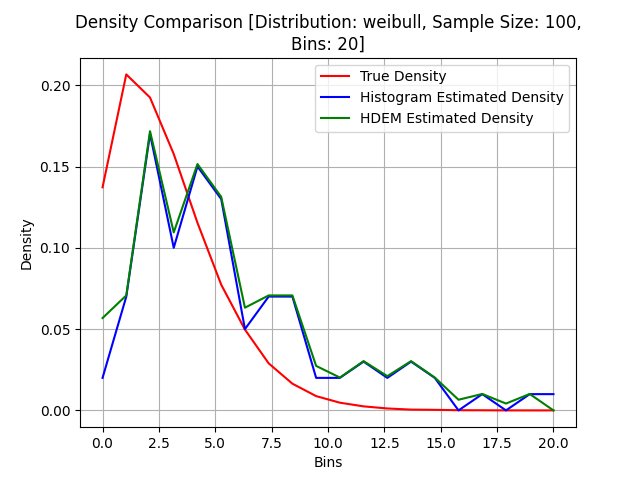 Density Comparison [Distribution: weibull, Sample Size: 100,
Bins: 20]
True Density
Histogram Estimated Density
HDEM Estimated Density
Density
0.20
0.15
0.10
0.05
0.00
0.0 2.5 5.0 7.5 10.0 12.5 15.0 17.5 20.0
Bins